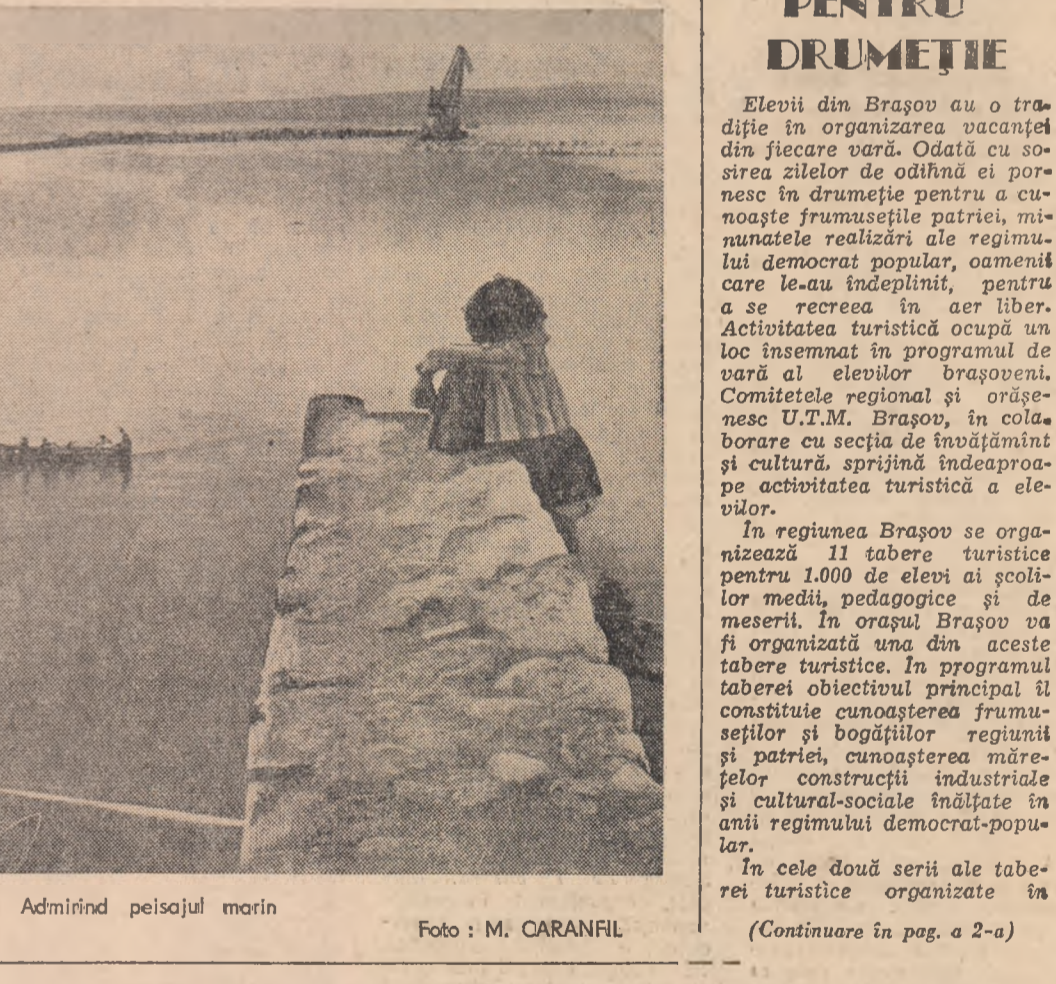 Admirînd peisajul marin
Foto : M. CARANFIL
PENTRU
DRUMEŢIE
Elevii din Braşov au o tra-
diţie în organizarea vacanţei
din fiecare vară. Odată cu so-
sirea zilelor de odihnă ei por-
nesc în drumeţie pentru a cu-
noaşte frumuseţile patriei, mi-
nunatele realizări ale regimu-
lui democrat popular, oamenii
care le-au îndeplinit, pentru
a se recreea în aer liber.
Activitatea turistică ocupă un
loc însemnat în programul de
vară al elevilor braşoveni.
Comitetele regional şi orăşe-
nesc U.T.M. Braşov, în cola-
borare cu secţia de învăţămînt
şi cultură, sprijină îndeaproa-
pe activitatea turistică a ele-
vilor.
În regiunea Braşov se orga-
nizează 11 tabere turistice
pentru 1.000 de elevi ai şcoli-
lor medii, pedagogice şi de
meserii. În oraşul Braşov va
fi organizată una din aceste
tabere turistice. În programul
taberei obiectivul principal îl
constituie cunoaşterea frumu-
seţilor şi bogăţiilor regiunii
şi patriei, cunoaşterea măre-
ţelor construcţii industriale
şi cultural-sociale înălţate în
anii regimului democrat-popu-
lar.
În cele două serii ale tabe-
rei turistice organizate în
(Continuare în pag. a 2-a)